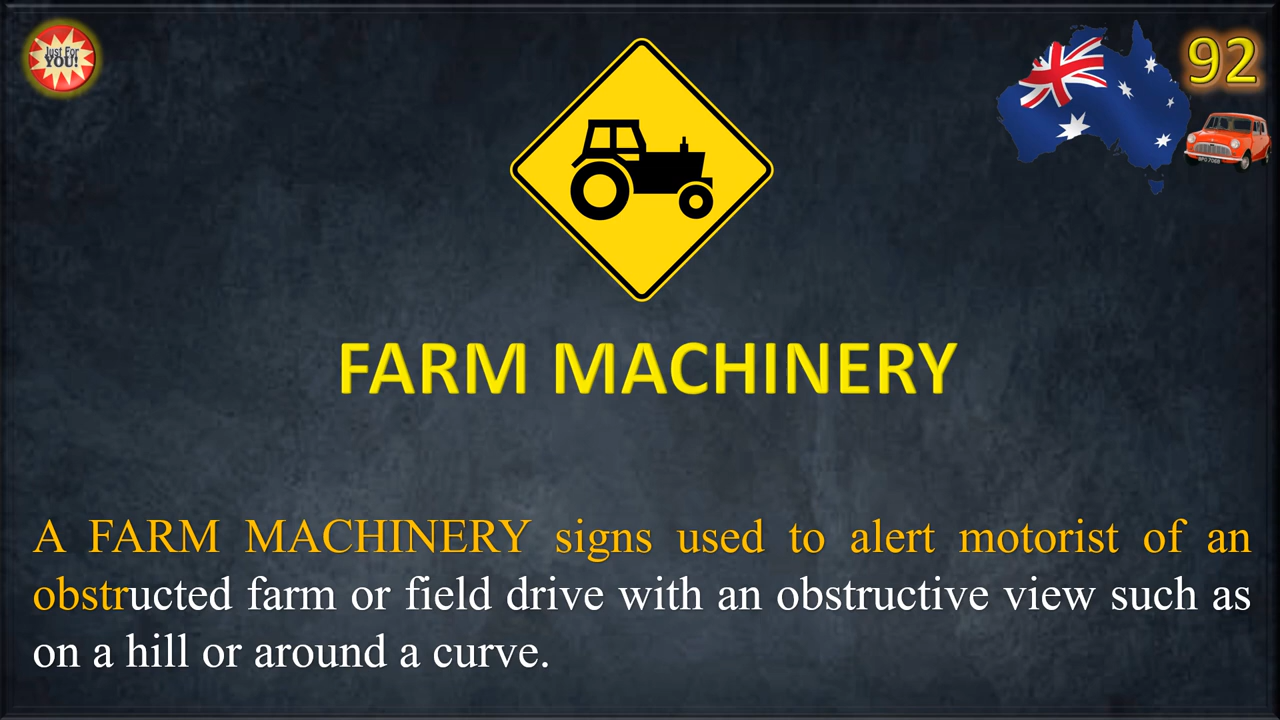 Just For
YOU!
92
FARM MACHINERY
A FARM MACHINERY signs used to alert motorist of an
obstructed farm or field drive with an obstructive view such as
on a hill or around a curve.